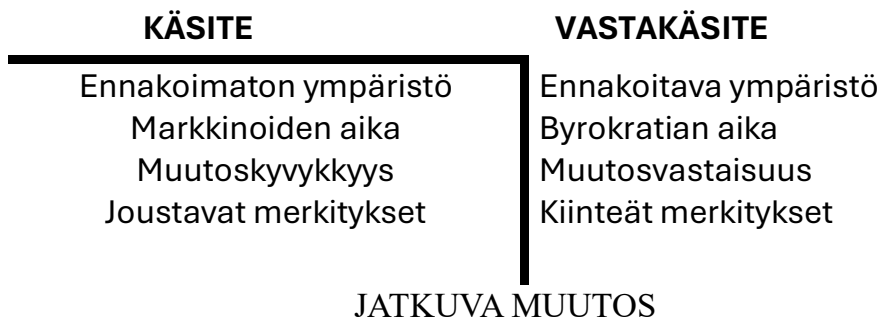 KÄSITE VASTAKÄSITE
Ennakoimaton ympäristö Ennakoitava ympäristö
Markkinoiden aika Byrokratian aika
Muutoskyvykkyys Muutosvastaisuus
Joustavat merkitykset Kiinteät merkitykset
JATKUVA MUUTOS